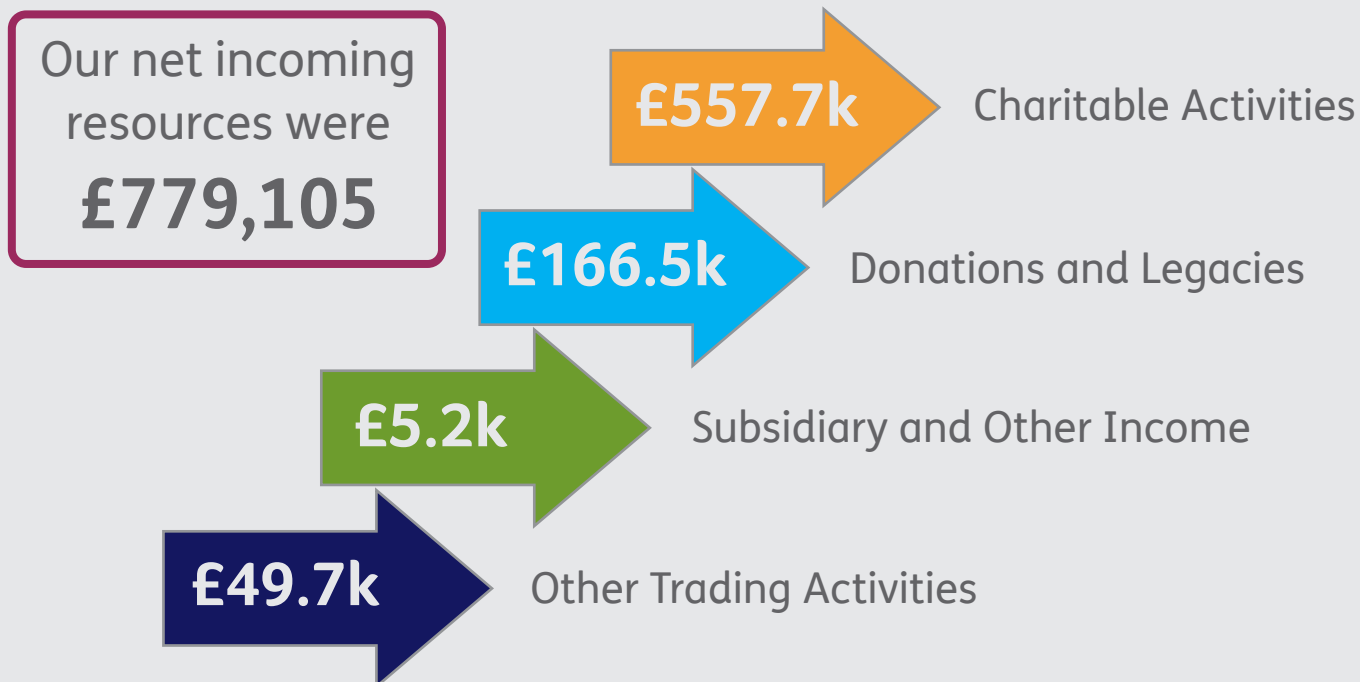 Our net incoming
resources were
£779,105
£557.7k
Charitable Activities
£166.5k
Donations and Legacies
£5.2k
Subsidiary and Other Income
£49.7k
Other Trading Activities